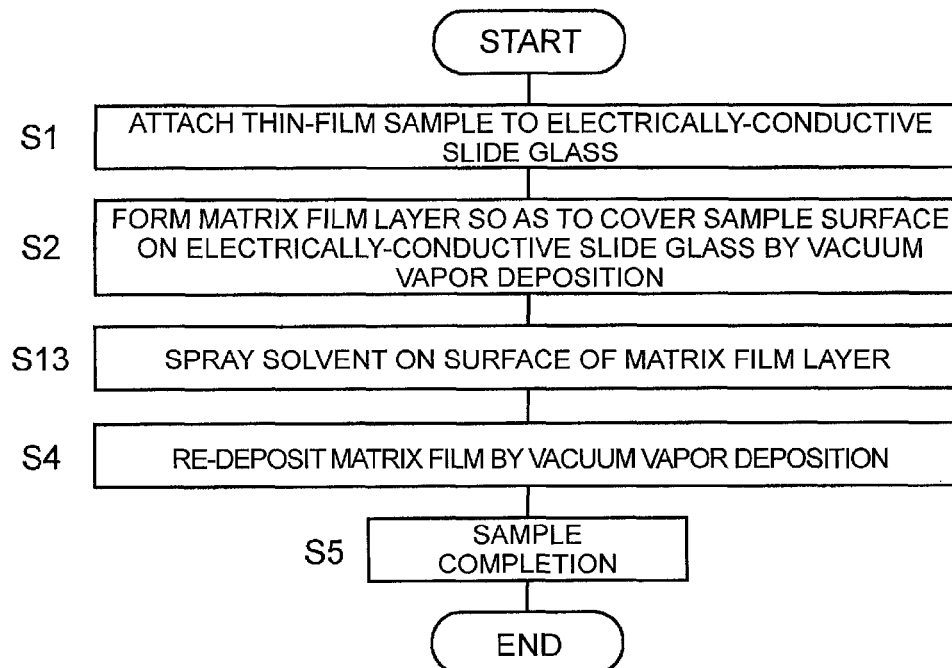 START
S1
ATTACH THIN-FILM SAMPLE TO ELECTRICALLY-CONDUCTIVE
SLIDE GLASS
S2
FORM MATRIX FILM LAYER SO AS TO COVER SAMPLE SURFACE
ON ELECTRICALLY-CONDUCTIVE SLIDE GLASS BY VACUUM
VAPOR DEPOSITION
S13
SPRAY SOLVENT ON SURFACE OF MATRIX FILM LAYER
S4
RE-DEPOSIT MATRIX FILM BY VACUUM VAPOR DEPOSITION
S5
SAMPLE
COMPLETION
END